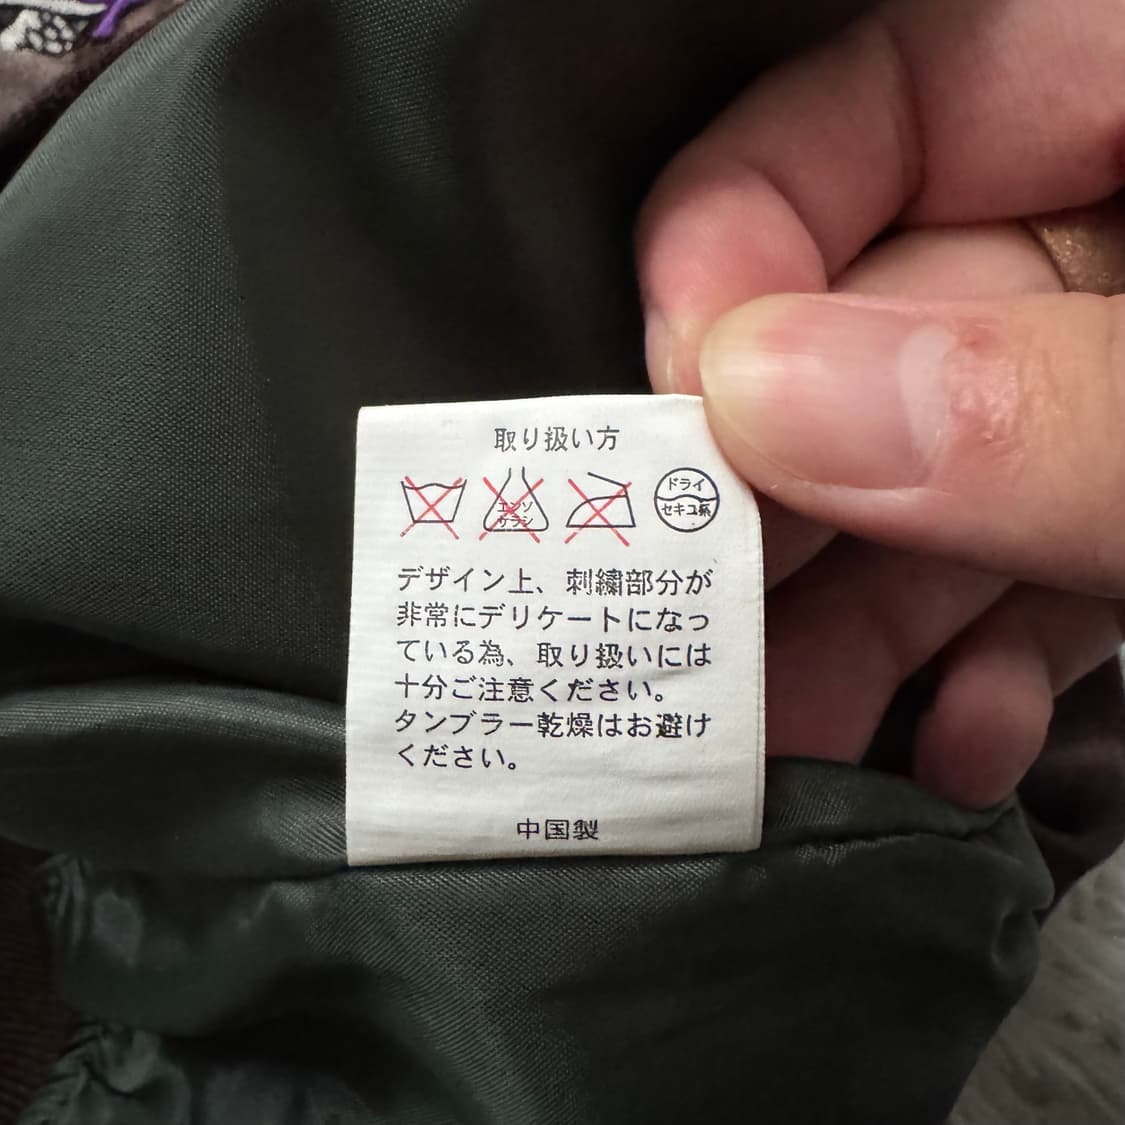 取り扱い方
エンソ
サラシ
ドライ
セキユ系
デザイン上、刺繍部分が
非常にデリケートになっ
ている為、取り扱いには
十分ご注意ください。
タンブラー乾燥はお避け
ください。
中国製